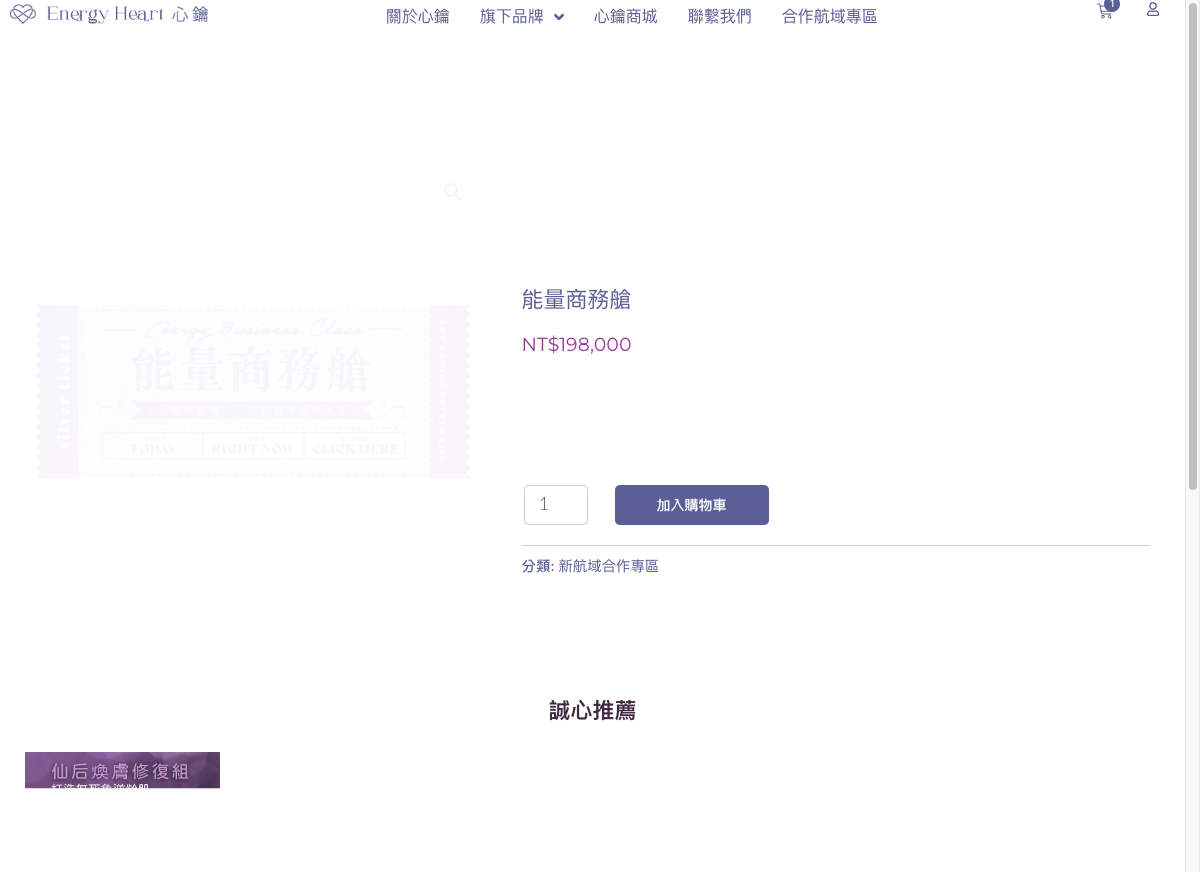 Energy Heart 心鑰
關於心鑰
旗下品牌
心鑰商城
聯繫我們
合作航域專區
1
能量商務艙
NT$198,000
Energy Business Class
能量商務艙
silver ticket
TODAY
RIGHT NOW
CLICK HERE
1
加入購物車
分類: 新航域合作專區
誠心推薦
仙后煥膚修復組